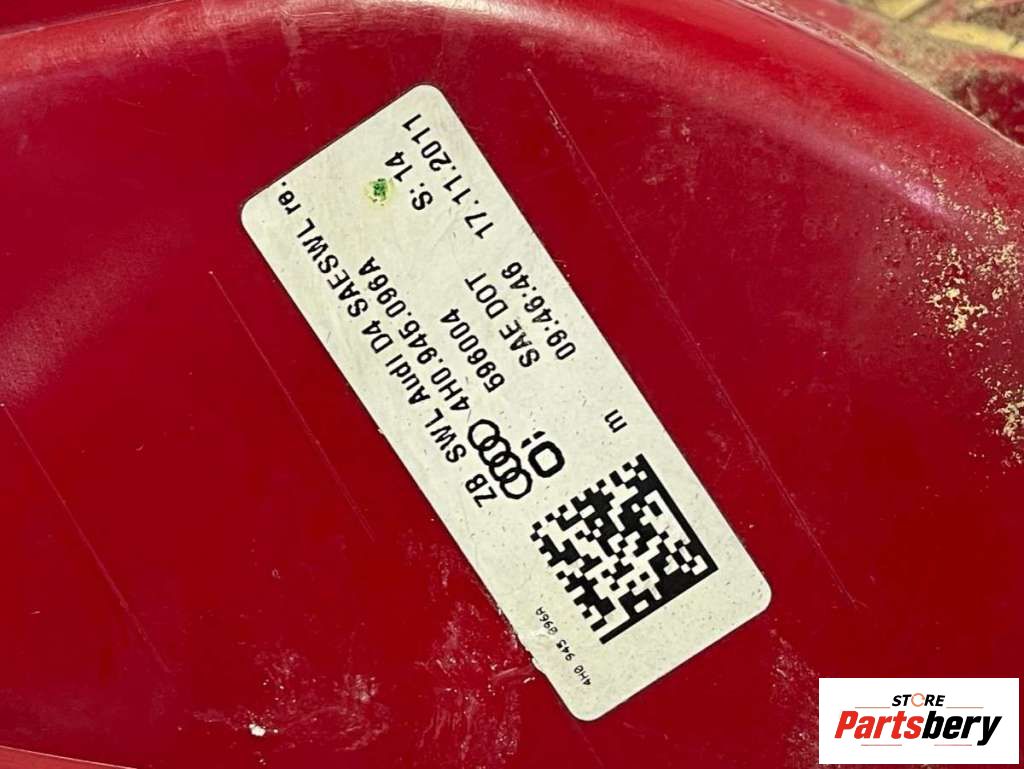 ZB SWL Audi D4 SAESWL re.
4H0.945.096A S: 14
596004 17.11.2011
SAE DOT
09:46:46
m
4H0 945 096A
STORE
Partsbery